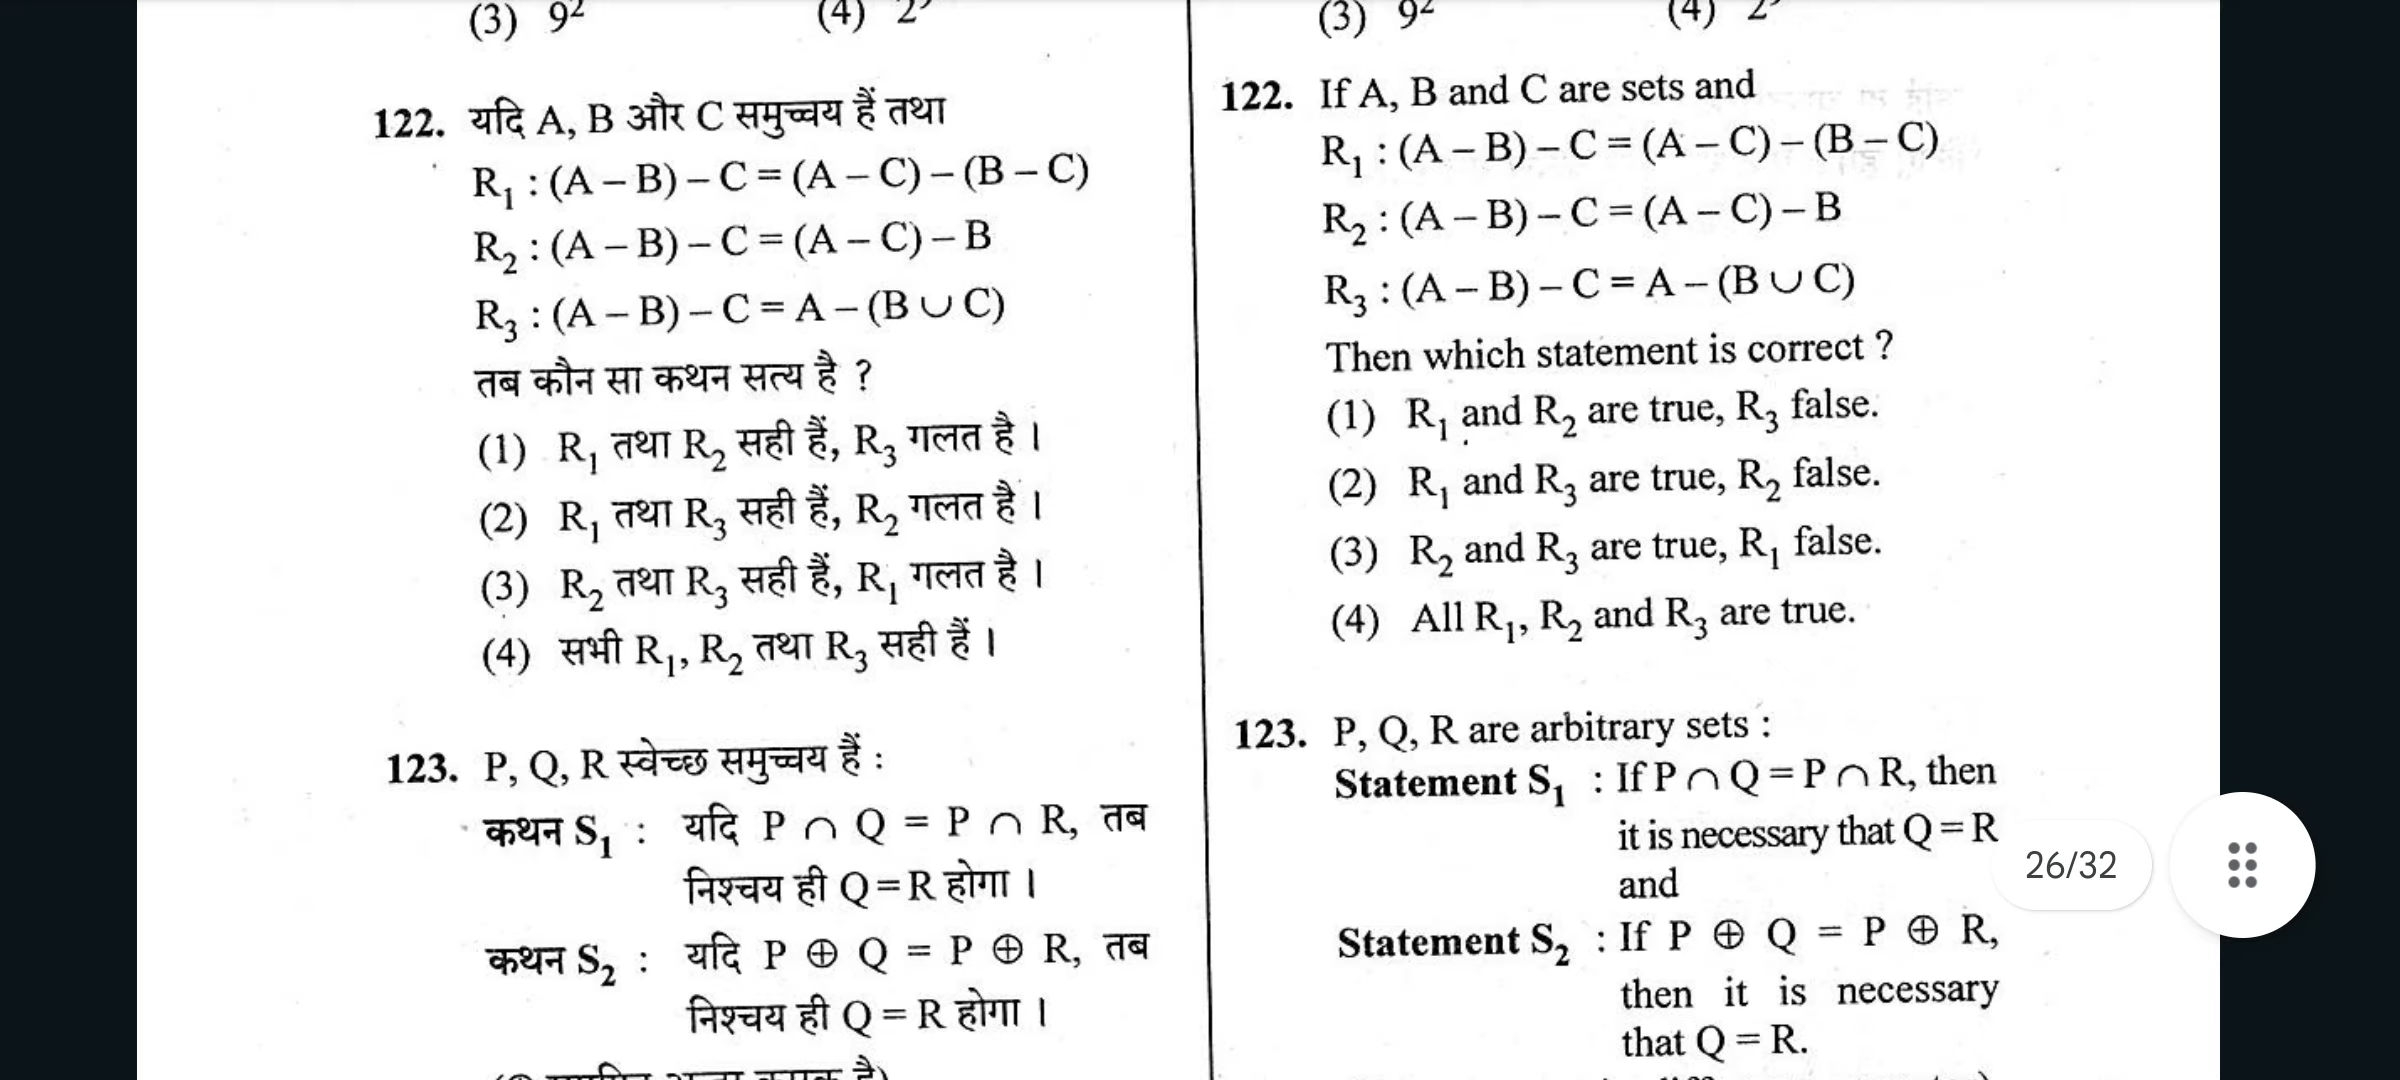 (3) 9²
(4) 2
122. यदि A, B और C समुच्चय हैं तथा
R₁ : (A – B) – C = (A – C) – (B – C)
R₂ : (A – B) – C = (A – C) – B
R₃ : (A – B) – C = A – (B ∪ C)
तब कौन सा कथन सत्य है ?
(1) R₁ तथा R₂ सही हैं, R₃ गलत है ।
(2) R₁ तथा R₃ सही हैं, R₂ गलत है ।
(3) R₂ तथा R₃ सही हैं, R₁ गलत है ।
(4) सभी R₁, R₂ तथा R₃ सही हैं ।
123. P, Q, R स्वेच्छ समुच्चय हैं :
कथन S₁ : यदि P ∩ Q = P ∩ R, तब
निश्चय ही Q = R होगा ।
कथन S₂ : यदि P ⊕ Q = P ⊕ R, तब
निश्चय ही Q = R होगा ।
(3) 9²
(4) 2
122. If A, B and C are sets and
R₁ : (A – B) – C = (A – C) – (B – C)
R₂ : (A – B) – C = (A – C) – B
R₃ : (A – B) – C = A – (B ∪ C)
Then which statement is correct ?
(1) R₁ and R₂ are true, R₃ false.
(2) R₁ and R₃ are true, R₂ false.
(3) R₂ and R₃ are true, R₁ false.
(4) All R₁, R₂ and R₃ are true.
123. P, Q, R are arbitrary sets :
Statement S₁ : If P ∩ Q = P ∩ R, then
it is necessary that Q = R
and
Statement S₂ : If P ⊕ Q = P ⊕ R,
then it is necessary
that Q = R.
26/32